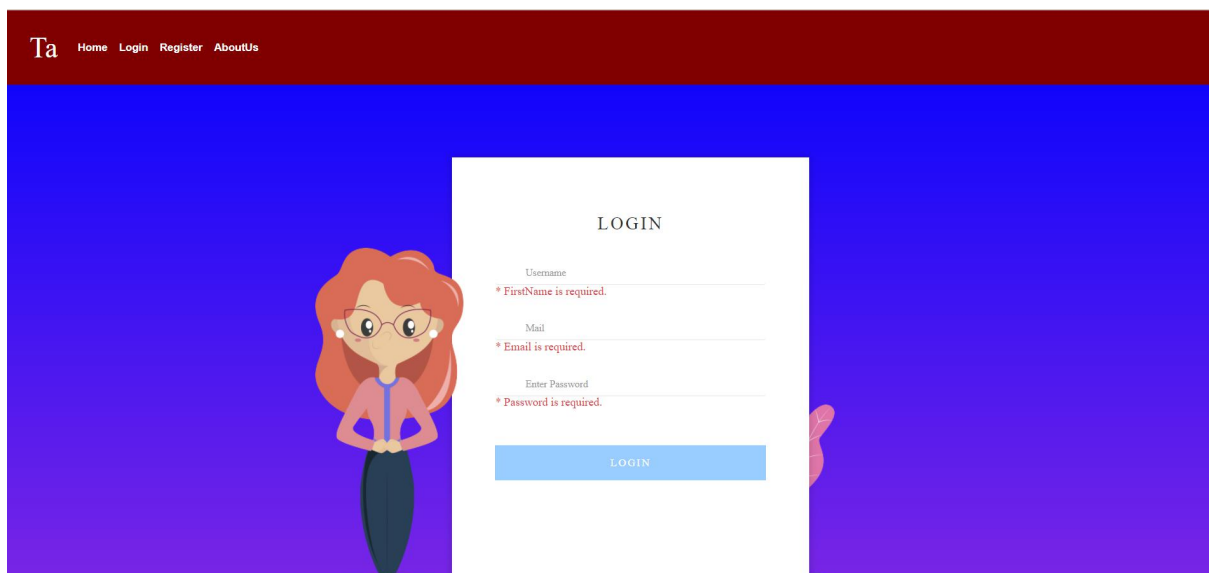 Ta Home Login Register AboutUs
LOGIN
Username
* FirstName is required.
Mail
* Email is required.
Enter Password
* Password is required.
LOGIN